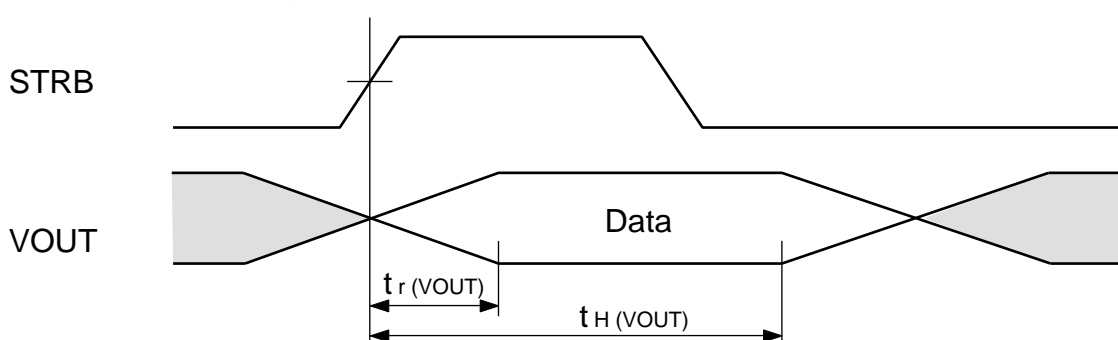 STRB
VOUT
Data
t r (VOUT)
t H (VOUT)